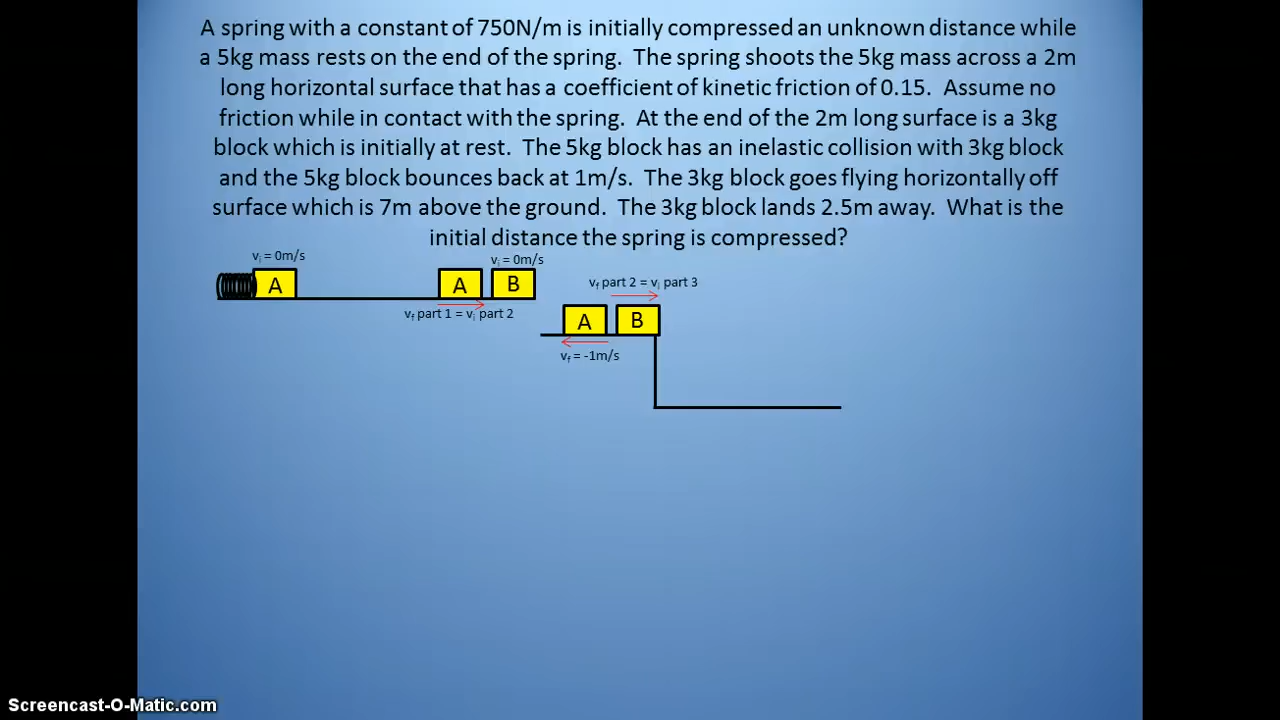 A spring with a constant of 750N/m is initially compressed an unknown distance while
a 5kg mass rests on the end of the spring. The spring shoots the 5kg mass across a 2m
long horizontal surface that has a coefficient of kinetic friction of 0.15. Assume no
friction while in contact with the spring. At the end of the 2m long surface is a 3kg
block which is initially at rest. The 5kg block has an inelastic collision with 3kg block
and the 5kg block bounces back at 1m/s. The 3kg block goes flying horizontally off
surface which is 7m above the ground. The 3kg block lands 2.5m away. What is the
initial distance the spring is compressed?
vᵢ = 0m/s
vᵢ = 0m/s
A
A
B
vf part 1 = vᵢ part 2
vf part 2 = vᵢ part 3
A
B
vf = -1m/s
Screencast-O-Matic.com